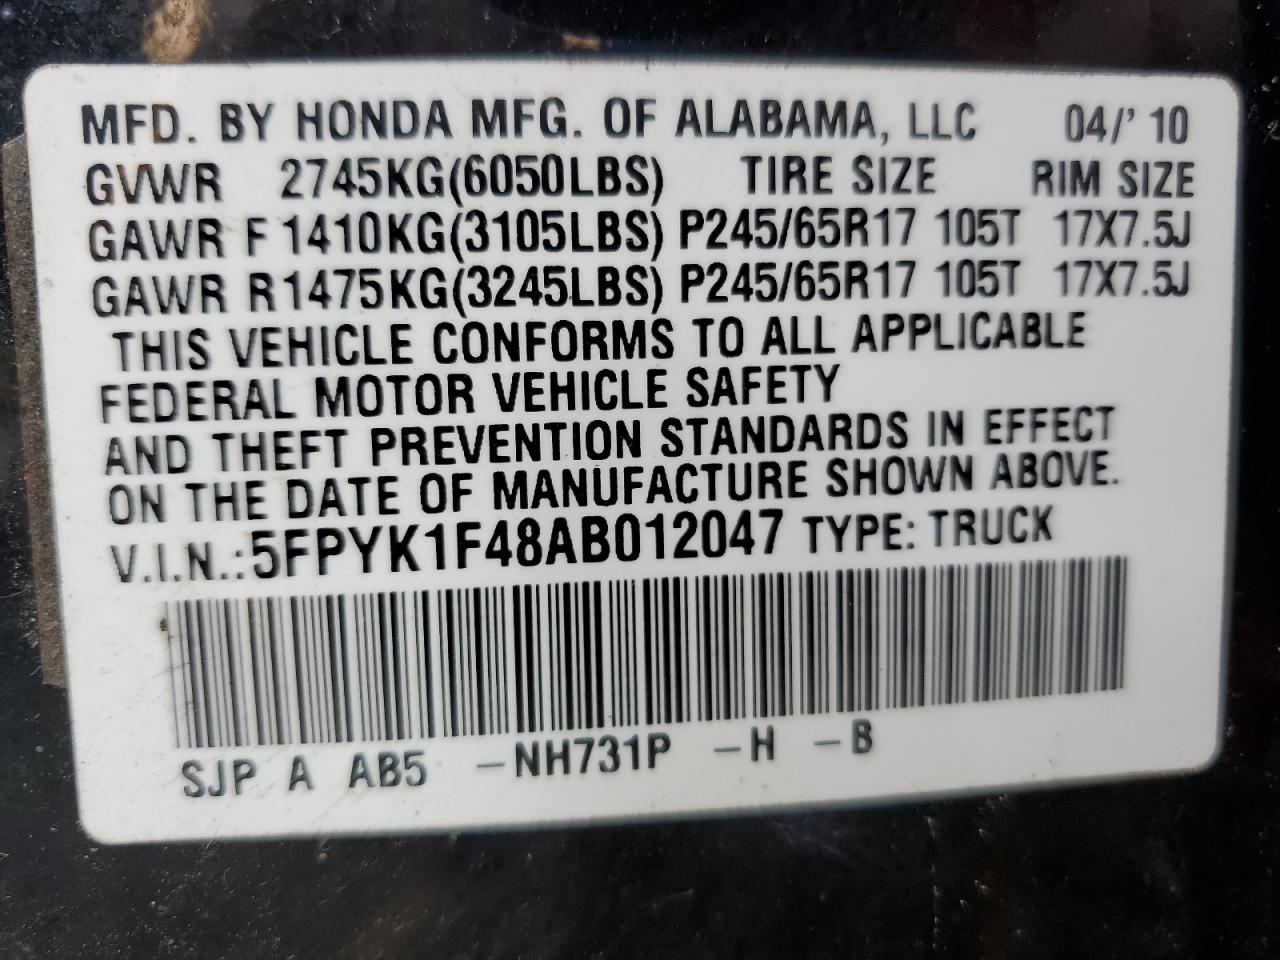 MFD. BY HONDA MFG. OF ALABAMA, LLC 04/' 10
GVWR 2745KG(6050LBS) TIRE SIZE RIM SIZE
GAWR F 1410KG(3105LBS) P245/65R17 105T 17X7.5J
GAWR R 1475KG(3245LBS) P245/65R17 105T 17X7.5J
THIS VEHICLE CONFORMS TO ALL APPLICABLE
FEDERAL MOTOR VEHICLE SAFETY
AND THEFT PREVENTION STANDARDS IN EFFECT
ON THE DATE OF MANUFACTURE SHOWN ABOVE.
V.I.N.:5FPYK1F48AB012047 TYPE: TRUCK
SJP A AB5 -NH731P -H -B